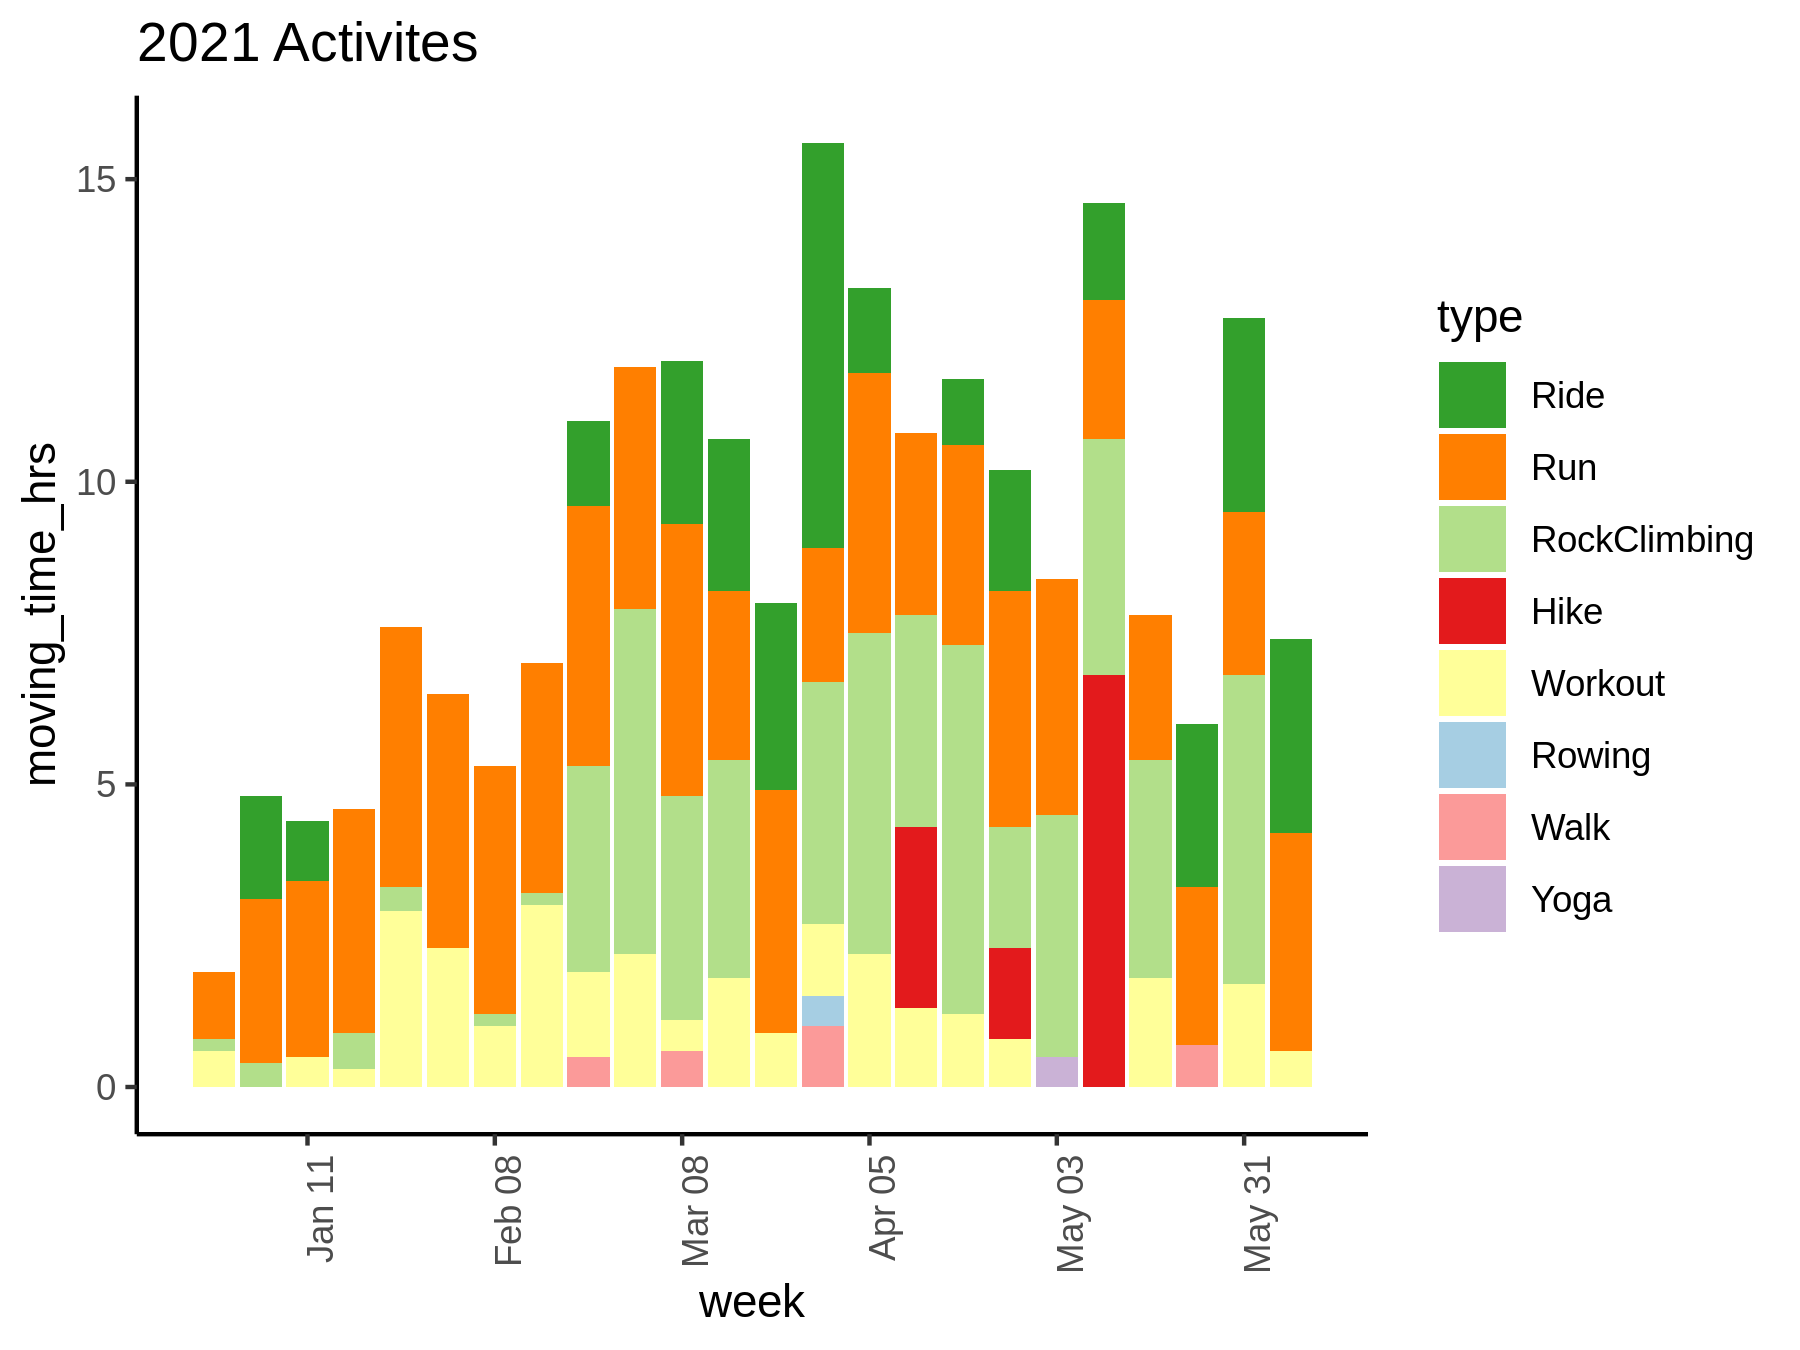 2021 Activites
moving_time_hrs
15
10
5
0
Jan 11
Feb 08
Mar 08
Apr 05
May 03
May 31
week
type
Ride
Run
RockClimbing
Hike
Workout
Rowing
Walk
Yoga